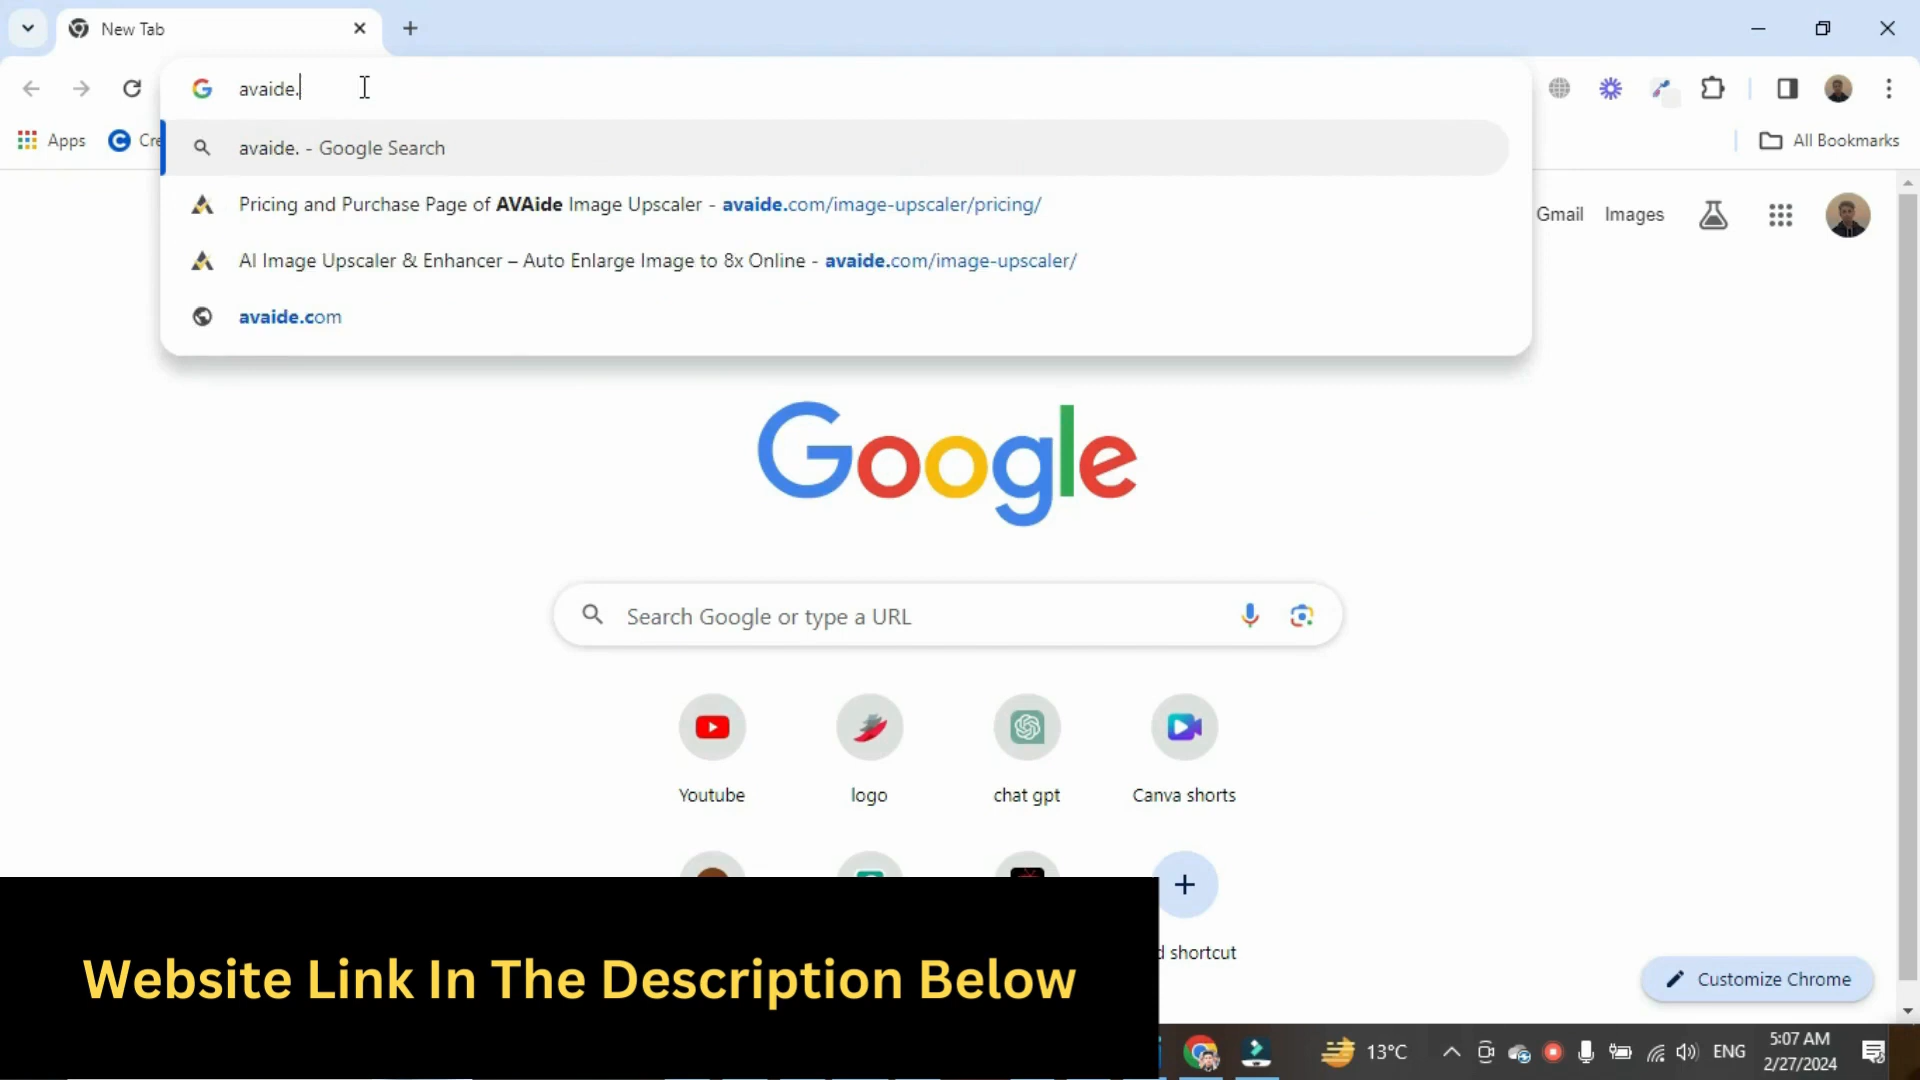 New Tab
avaide.
Apps
Cre
All Bookmarks
avaide. - Google Search
Pricing and Purchase Page of AVAide Image Upscaler - avaide.com/image-upscaler/pricing/
AI Image Upscaler & Enhancer – Auto Enlarge Image to 8x Online - avaide.com/image-upscaler/
avaide.com
Gmail
Images
Google
Search Google or type a URL
Youtube
logo
chat gpt
Canva shorts
d shortcut
Customize Chrome
Website Link In The Description Below
13°C
ENG
5:07 AM
2/27/2024